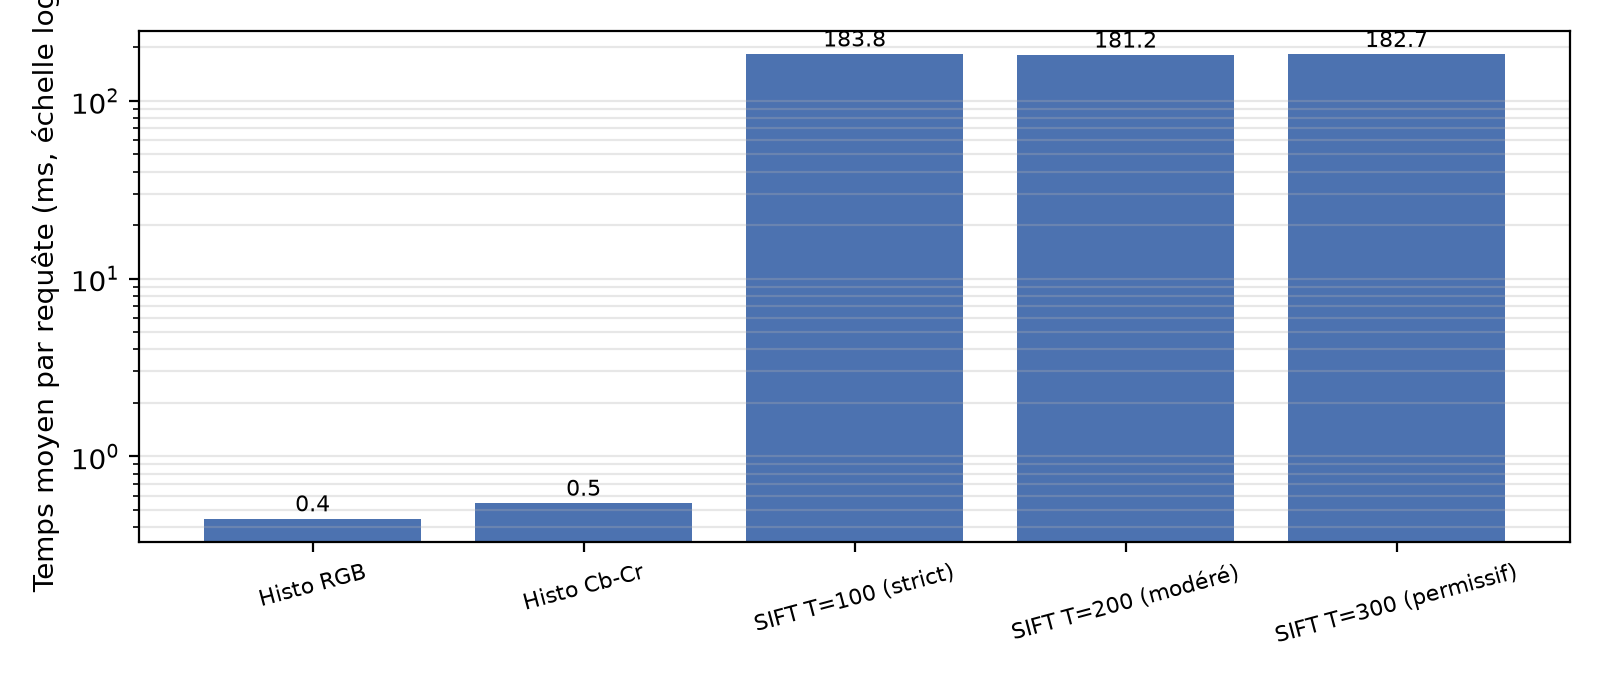 Temps moyen par requête (ms, échelle log
10²
10¹
10⁰
0.4
0.5
183.8
181.2
182.7
Histo RGB
Histo Cb-Cr
SIFT T=100 (strict)
SIFT T=200 (modéré)
SIFT T=300 (permissif)